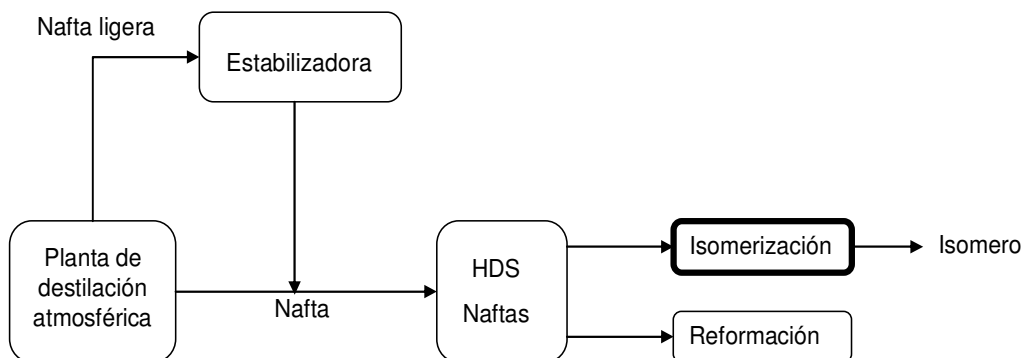 Nafta ligera
Estabilizadora
Planta de
destilación
atmosférica
Nafta
HDS
Naftas
Isomerización
Isomero
Reformación